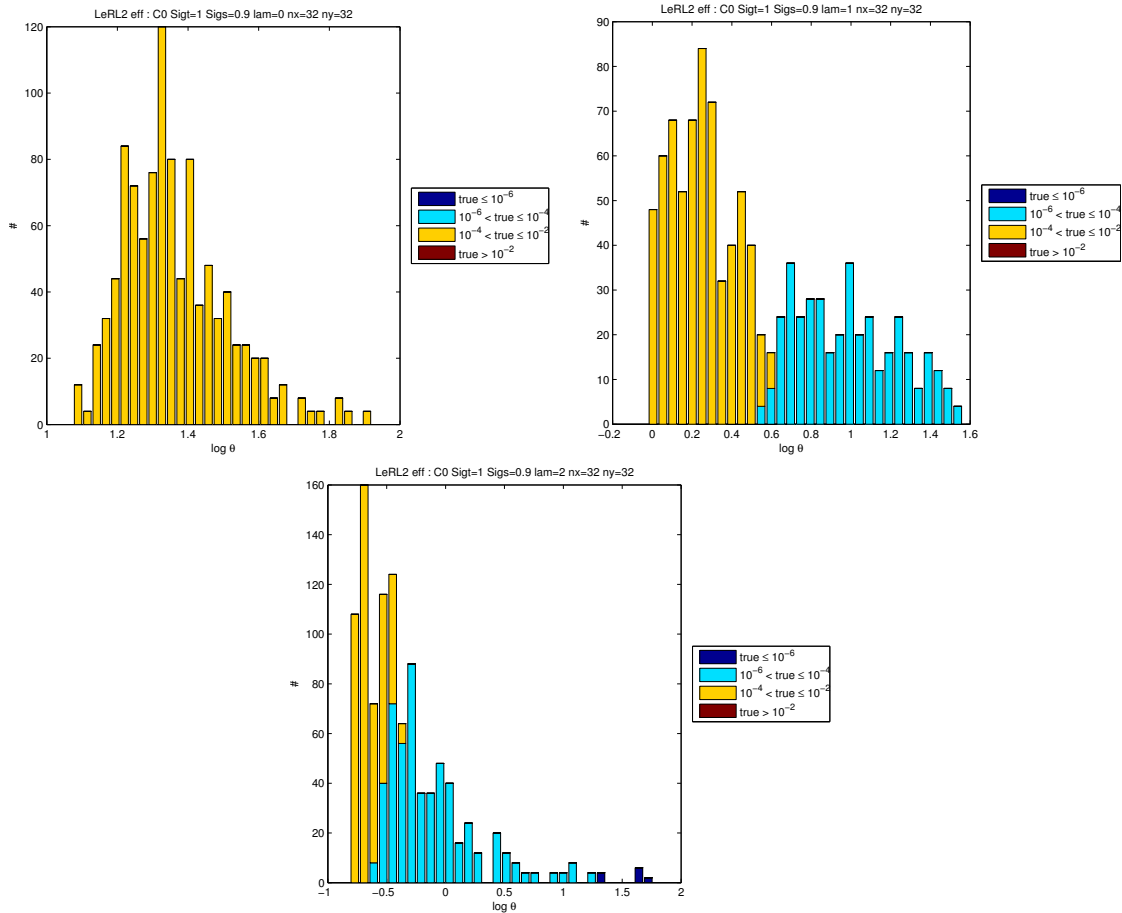 LeRL2 eff : C0 Sigt=1 Sigs=0.9 lam=0 nx=32 ny=32
120
100
80
60
40
20
0
#
1 1.2 1.4 1.6 1.8 2
log θ
true ≤ 10⁻⁶
10⁻⁶ < true ≤ 10⁻⁴
10⁻⁴ < true ≤ 10⁻²
true > 10⁻²
LeRL2 eff : C0 Sigt=1 Sigs=0.9 lam=1 nx=32 ny=32
90
80
70
60
50
40
30
20
10
0
#
−0.2 0 0.2 0.4 0.6 0.8 1 1.2 1.4 1.6
log θ
true ≤ 10⁻⁶
10⁻⁶ < true ≤ 10⁻⁴
10⁻⁴ < true ≤ 10⁻²
true > 10⁻²
LeRL2 eff : C0 Sigt=1 Sigs=0.9 lam=2 nx=32 ny=32
160
140
120
100
80
60
40
20
0
#
−1 −0.5 0 0.5 1 1.5 2
log θ
true ≤ 10⁻⁶
10⁻⁶ < true ≤ 10⁻⁴
10⁻⁴ < true ≤ 10⁻²
true > 10⁻²